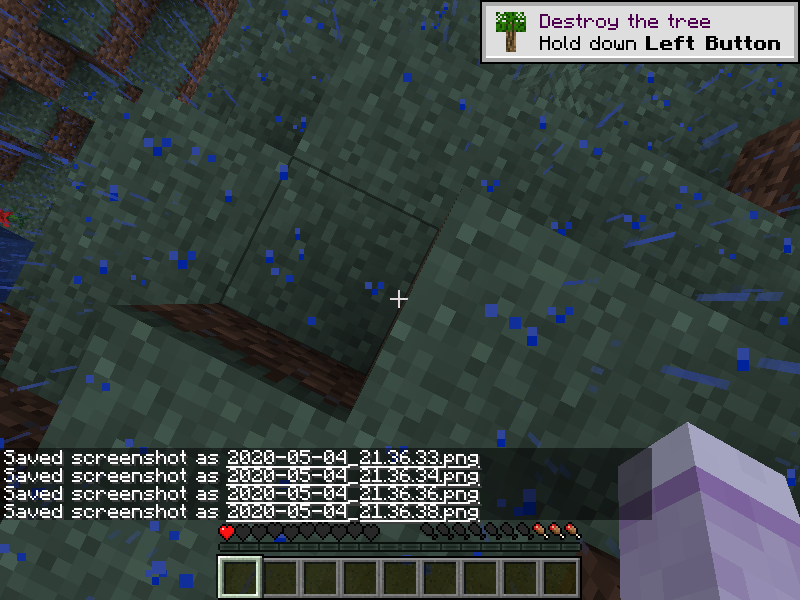 Destroy the tree
Hold down Left Button
Saved screenshot as 2020-05-04_21.36.33.png
Saved screenshot as 2020-05-04_21.36.34.png
Saved screenshot as 2020-05-04_21.36.36.png
Saved screenshot as 2020-05-04_21.36.38.png